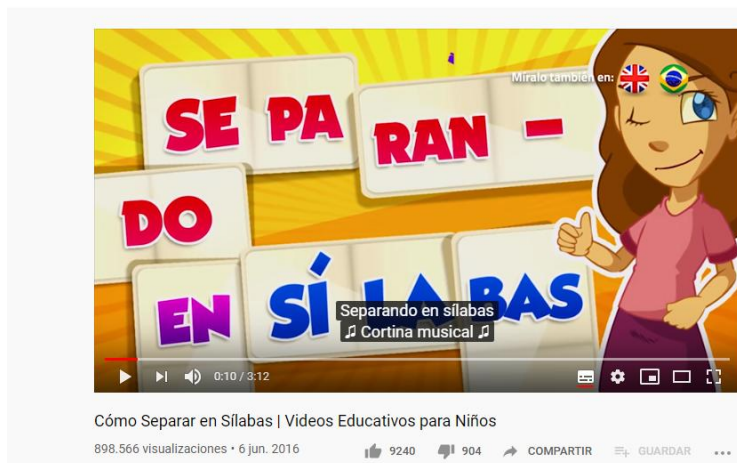 Míralo también en:
SE PA RAN -
DO
EN SÍ LA BAS
Separando en sílabas
♫ Cortina musical ♫
0:10 / 3:12
Cómo Separar en Sílabas | Videos Educativos para Niños
898.566 visualizaciones • 6 jun. 2016 9240 904 COMPARTIR GUARDAR